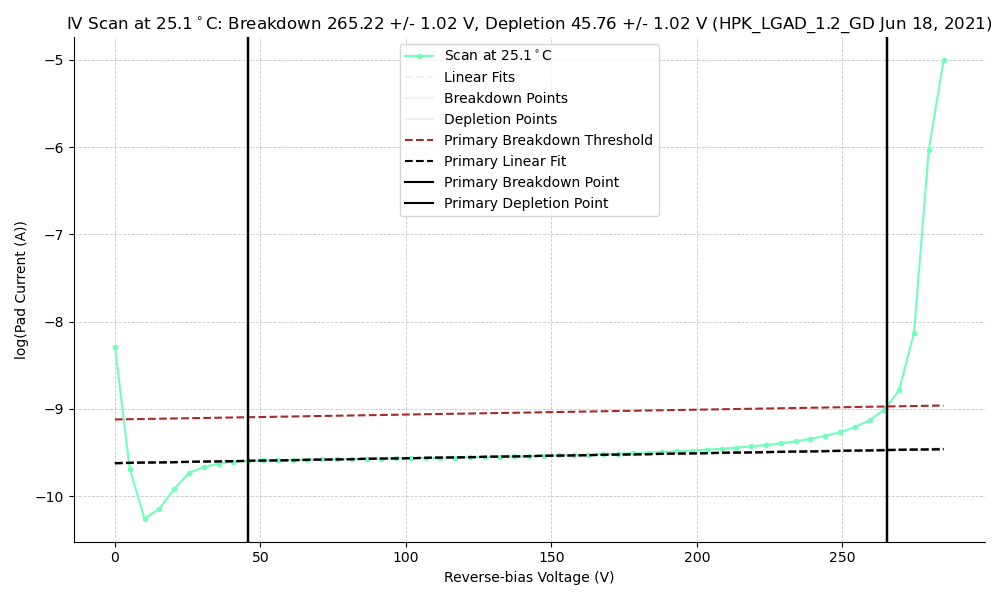 IV Scan at 25.1°C: Breakdown 265.22 +/- 1.02 V, Depletion 45.76 +/- 1.02 V (HPK_LGAD_1.2_GD Jun 18, 2021)
Scan at 25.1°C
Linear Fits
Breakdown Points
Depletion Points
Primary Breakdown Threshold
Primary Linear Fit
Primary Breakdown Point
Primary Depletion Point
log(Pad Current (A))
−5
−6
−7
−8
−9
−10
0 50 100 150 200 250
Reverse-bias Voltage (V)